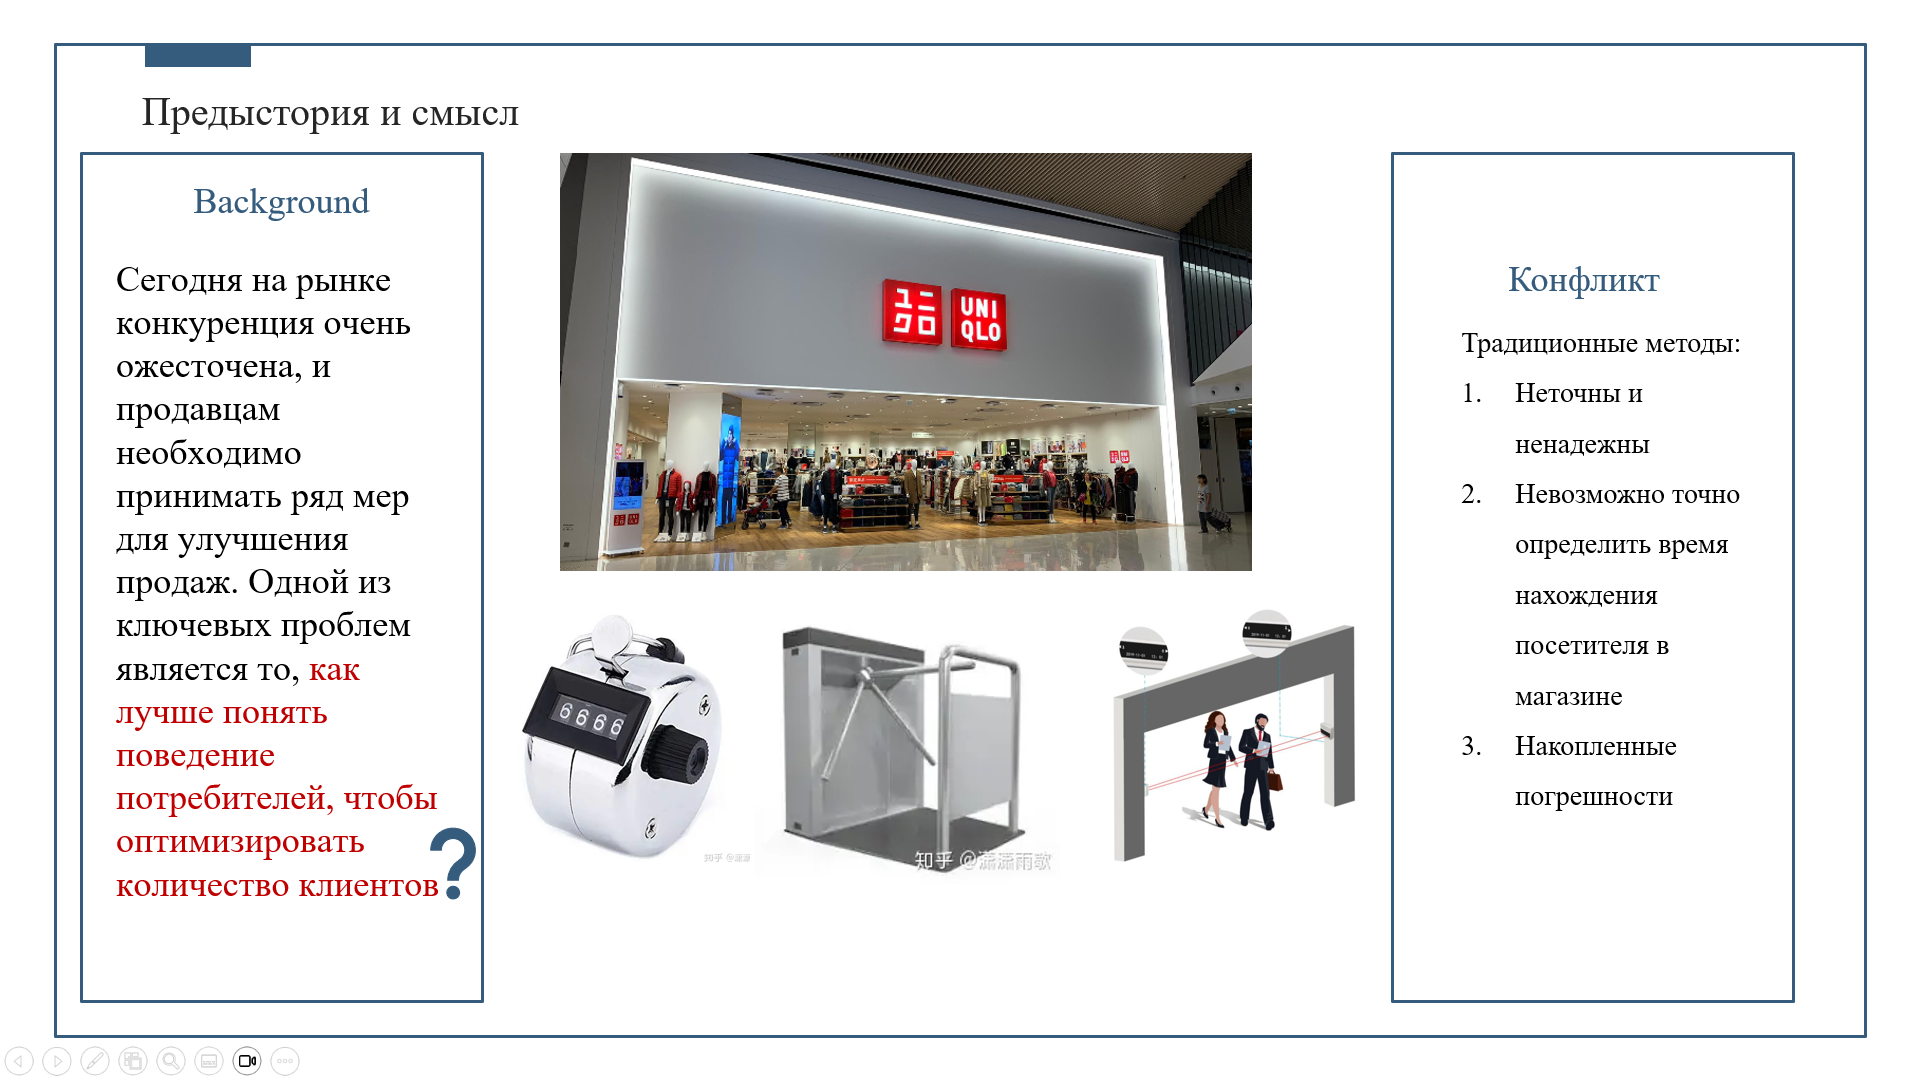 Предыстория и смысл
Background
Сегодня на рынке
конкуренция очень
ожесточена, и
продавцам
необходимо
принимать ряд мер
для улучшения
продаж. Одной из
ключевых проблем
является то, как
лучше понять
поведение
потребителей, чтобы
оптимизировать
количество клиентов
?
ユニ
クロ
UNI
QLO
6666
知乎 @潇潇雨歌
Конфликт
Традиционные методы:
1. Неточны и
ненадежны
2. Невозможно точно
определить время
нахождения
посетителя в
магазине
3. Накопленные
погрешности